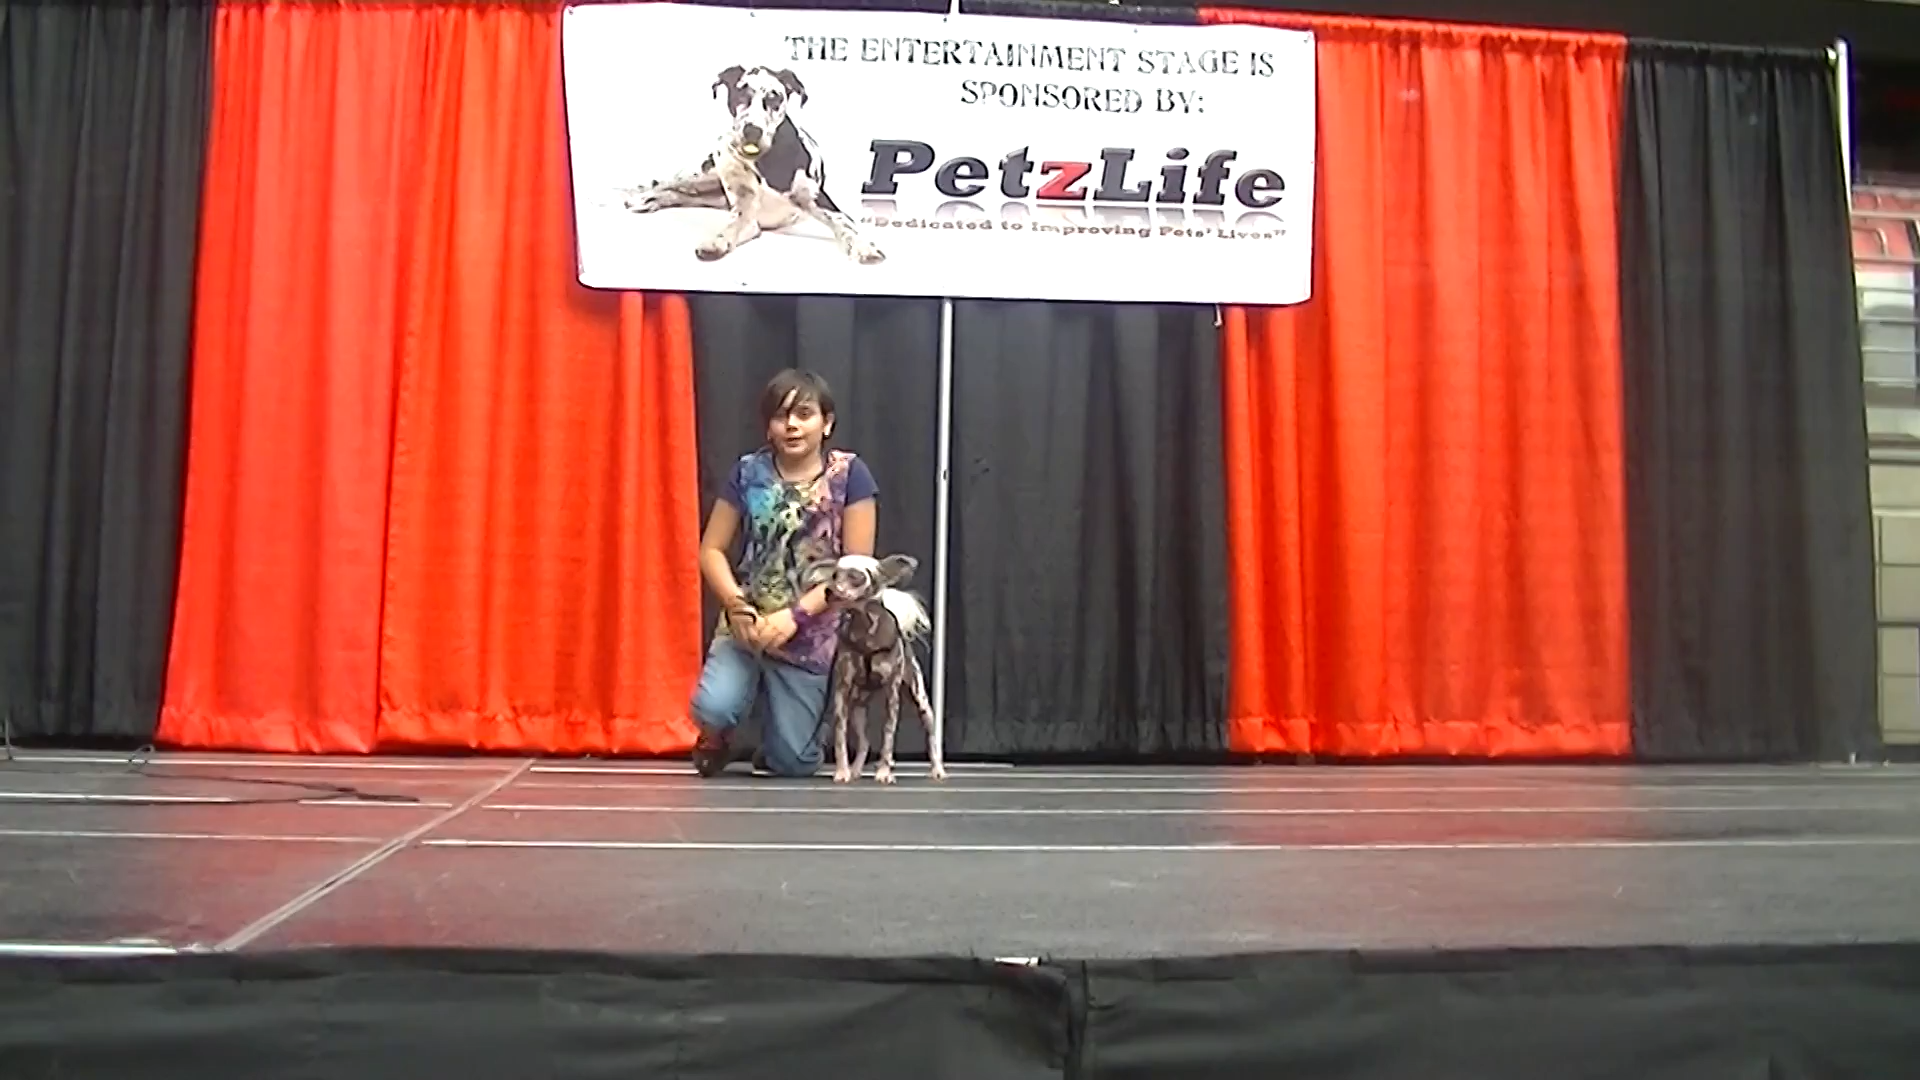 THE ENTERTAINMENT STAGE IS
SPONSORED BY:
PetzLife
"Dedicated to Improving Pets' Lives"